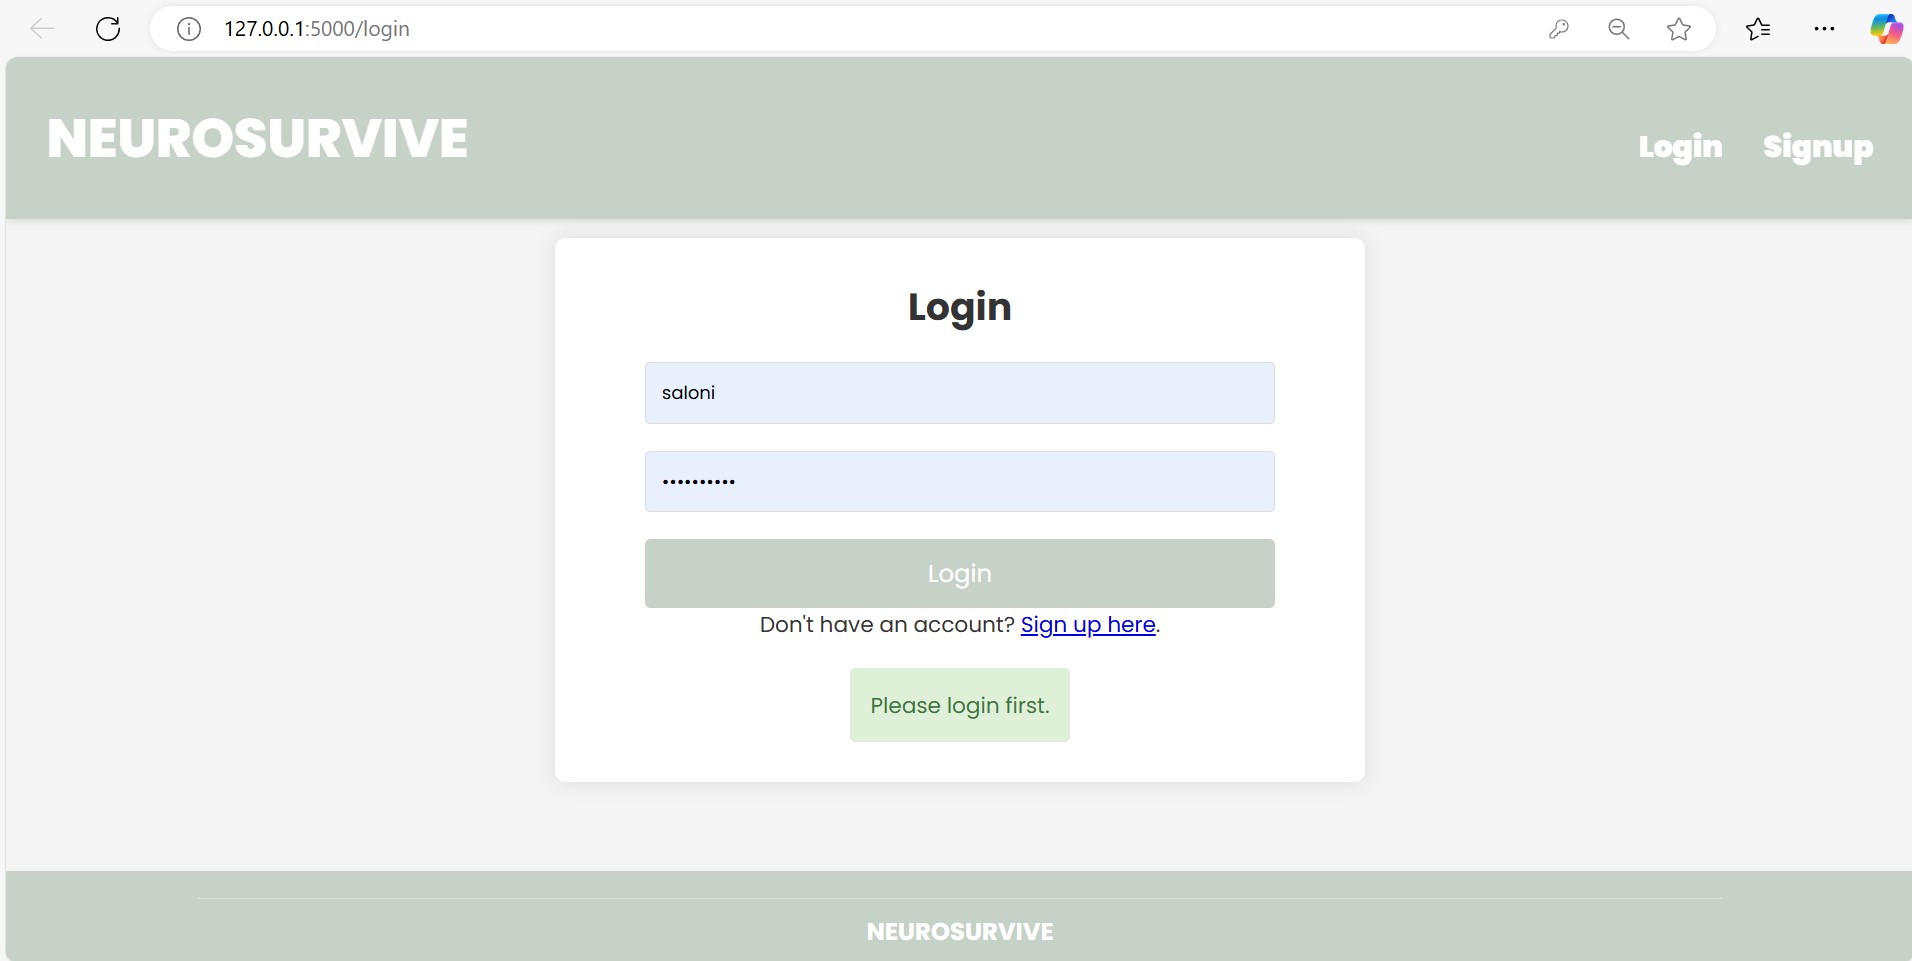 127.0.0.1:5000/login
NEUROSURVIVE
Login Signup
Login
saloni
••••••••••
Login
Don't have an account? Sign up here.
Please login first.
NEUROSURVIVE